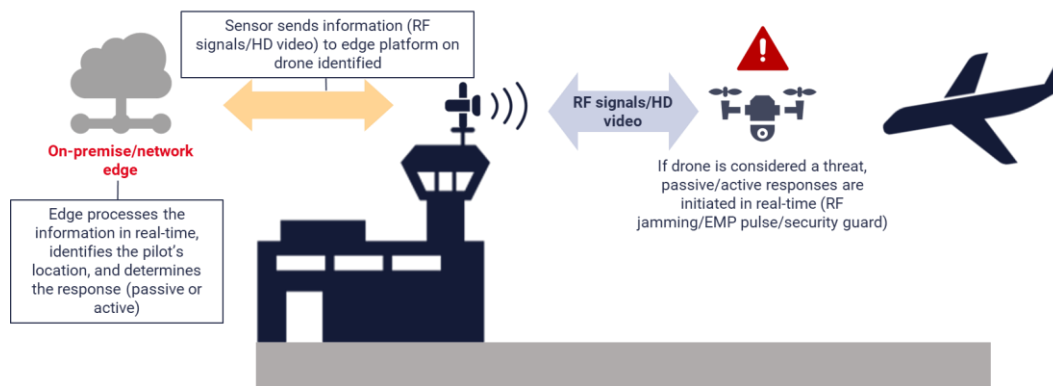 Sensor sends information (RF
signals/HD video) to edge platform on
drone identified
RF signals/HD
video
On-premise/network
edge
If drone is considered a threat,
passive/active responses are
initiated in real-time (RF
jamming/EMP pulse/security guard)
Edge processes the
information in real-time,
identifies the pilot's
location, and determines
the response (passive or
active)